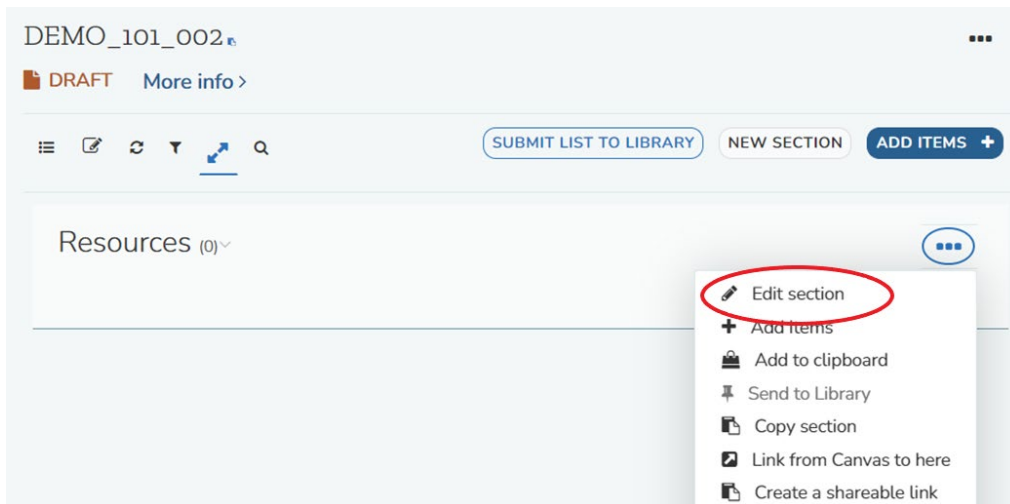 DEMO_101_002
DRAFT More info >
SUBMIT LIST TO LIBRARY NEW SECTION ADD ITEMS +
Resources (0)
Edit section
Add Items
Add to clipboard
Send to Library
Copy section
Link from Canvas to here
Create a shareable link